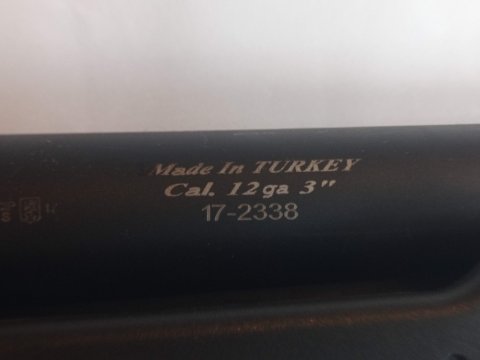 Made In TURKEY
Cal. 12ga 3"
17-2338